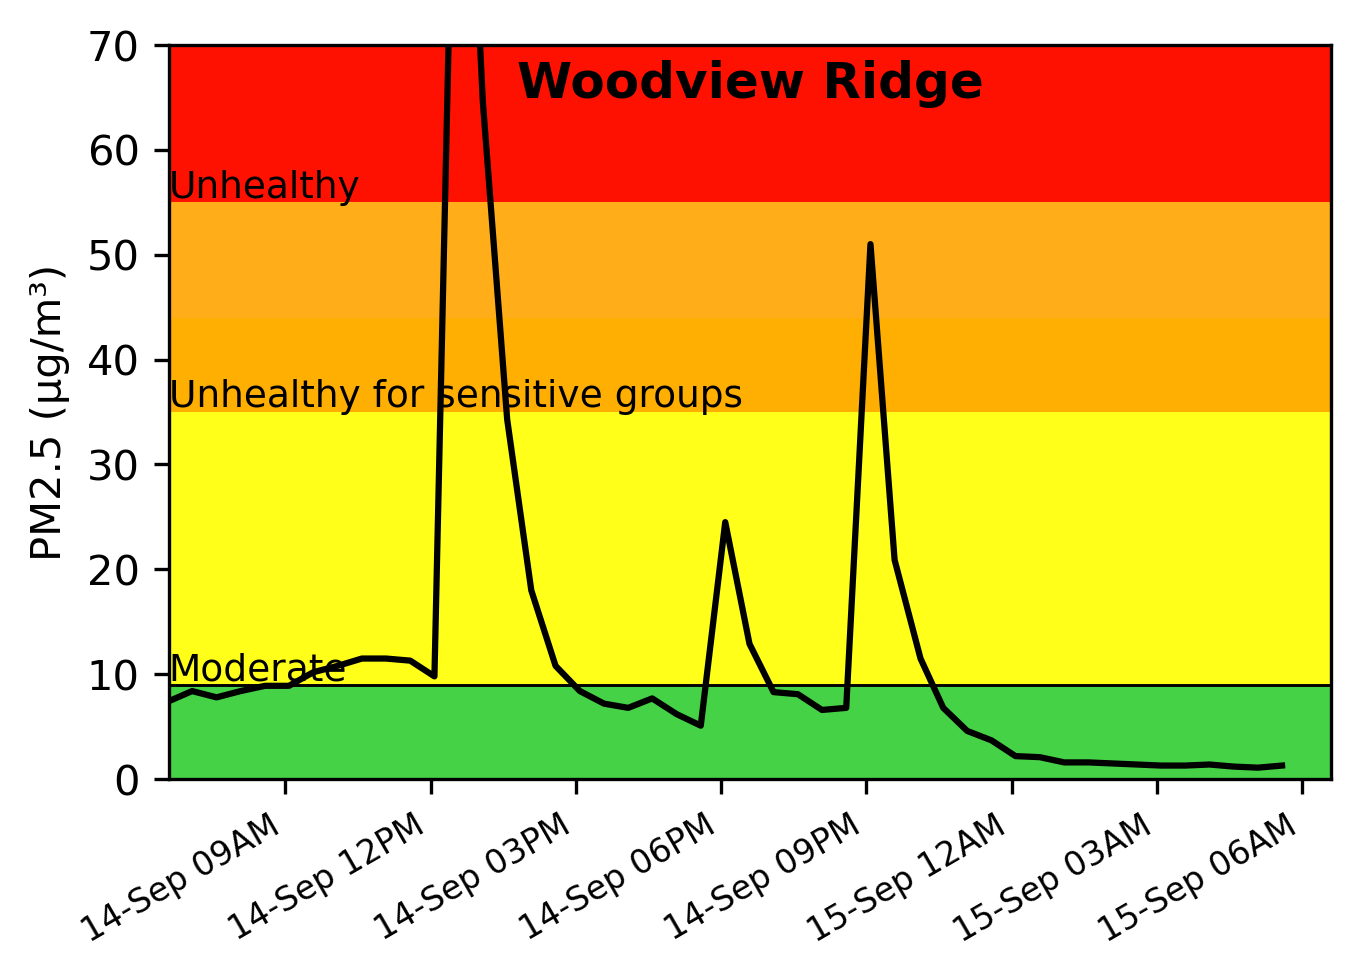 Woodview Ridge
PM2.5 (µg/m³)
70
60
50
40
30
20
10
0
Unhealthy
Unhealthy for sensitive groups
Moderate
14-Sep 09AM
14-Sep 12PM
14-Sep 03PM
14-Sep 06PM
14-Sep 09PM
15-Sep 12AM
15-Sep 03AM
15-Sep 06AM